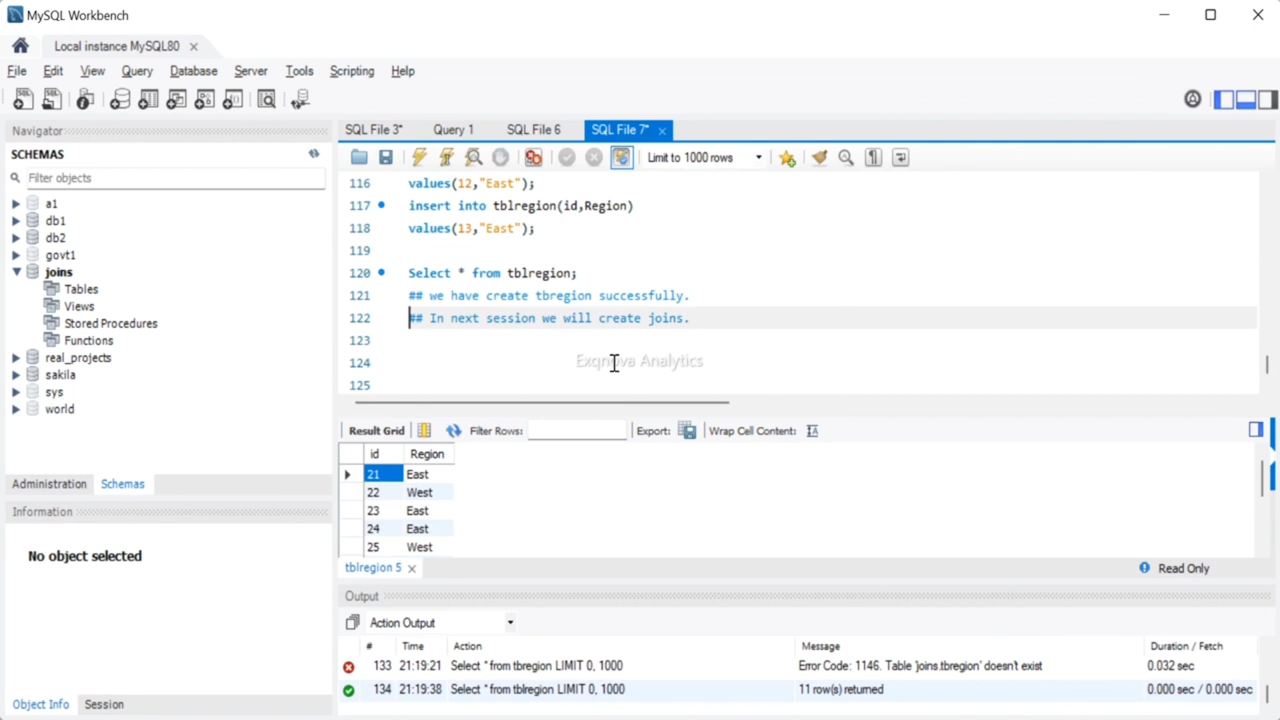 MySQL Workbench
Local instance MySQL80
File Edit View Query Database Server Tools Scripting Help
Navigator
SCHEMAS
Filter objects
a1
db1
db2
govt1
joins
Tables
Views
Stored Procedures
Functions
real_projects
sakila
sys
world
Administration Schemas
Information
No object selected
Object Info Session
SQL File 3* Query 1 SQL File 6 SQL File 7*
Limit to 1000 rows
116 values(12,"East");
117 insert into tblregion(id,Region)
118 values(13,"East");
119
120 Select * from tblregion;
121 ## we have create tbregion successfully.
122 ## In next session we will create joins.
123
124
125
Exqnova Analytics
Result Grid Filter Rows: Export: Wrap Cell Content:
id Region
21 East
22 West
23 East
24 East
25 West
tblregion 5
Read Only
Output
Action Output
# Time Action Message Duration / Fetch
133 21:19:21 Select * from tbregion LIMIT 0, 1000 Error Code: 1146. Table 'joins.tbregion' doesn't exist 0.032 sec
134 21:19:38 Select * from tblregion LIMIT 0, 1000 11 row(s) returned 0.000 sec / 0.000 sec